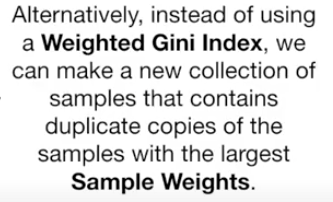 Alternatively, instead of using
a Weighted Gini Index, we
can make a new collection of
samples that contains
duplicate copies of the
samples with the largest
Sample Weights.